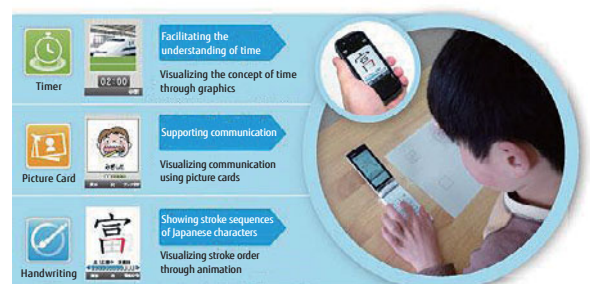 Timer
02:00
Facilitating the
understanding of time
Visualizing the concept of time
through graphics
Picture Card
Supporting communication
Visualizing communication
using picture cards
Handwriting
富
Showing stroke sequences
of Japanese characters
Visualizing stroke order
through animation
富